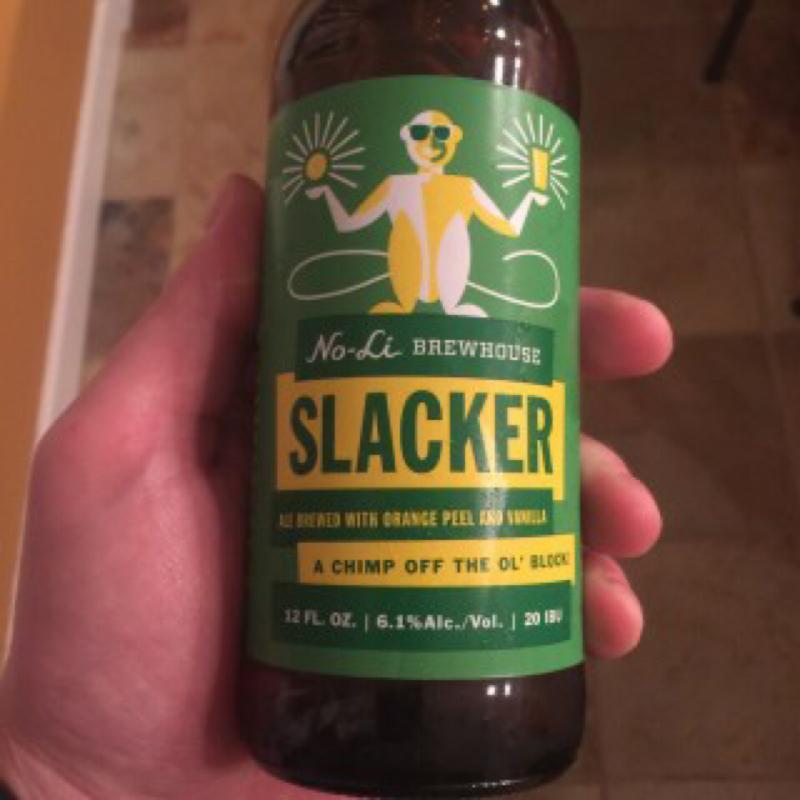 No-Li BREWHOUSE
SLACKER
ALE BREWED WITH ORANGE PEEL AND VANILLA
A CHIMP OFF THE OL' BLOCK
12 FL. OZ. | 6.1%Alc./Vol. | 20 IBU